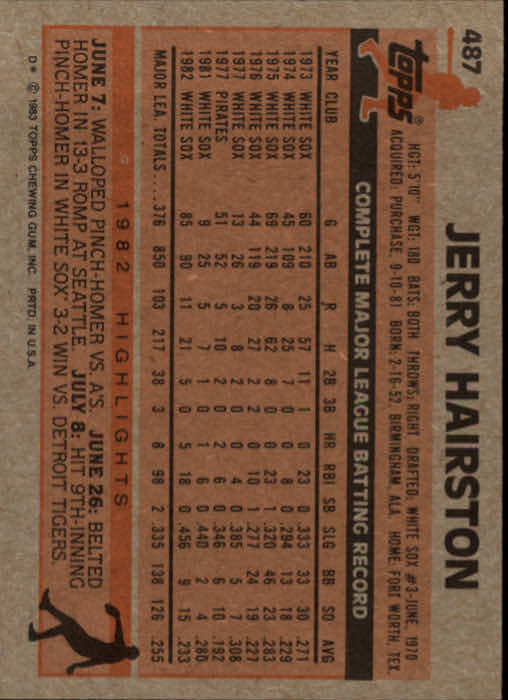 487
topps®
JERRY HAIRSTON
HGT: 5'10" WGT: 180 BATS: BOTH THROWS: RIGHT DRAFTED: WHITE SOX #3-JUNE, 1970
ACQUIRED: PURCHASE, 9-10-81 BORN: 2-16-52, BIRMINGHAM, ALA. HOME: FORT WORTH, TEX.
COMPLETE MAJOR LEAGUE BATTING RECORD
YEAR CLUB G AB R H 2B 3B HR RBI SB SLG BB SO AVG
1973 WHITE SOX 60 210 25 57 11 1 0 23 0 .333 33 30 .271
1974 WHITE SOX 45 109 8 25 7 0 0 8 0 .294 13 18 .229
1975 WHITE SOX 69 219 26 62 8 0 0 23 1 .320 46 23 .283
1976 WHITE SOX 44 119 20 27 2 2 0 10 1 .277 24 19 .227
1977 WHITE SOX 13 26 3 8 2 0 0 4 0 .385 5 7 .308
1977 PIRATES 51 52 5 10 2 0 2 6 0 .346 6 10 .192
1981 WHITE SOX 9 25 5 7 1 0 1 6 0 .440 2 4 .280
1982 WHITE SOX 85 90 11 21 5 0 5 18 0 .456 9 15 .233
MAJOR LEA. TOTALS ....376 850 103 217 38 3 8 98 2 .335 138 126 .255
1982 HIGHLIGHTS
JUNE 7: WALLOPED PINCH-HOMER VS. A'S. JUNE 26: BELTED
HOMER IN 13-3 ROMP AT SEATTLE. JULY 8: HIT 9TH-INNING
PINCH-HOMER IN WHITE SOX' 3-2 WIN VS. DETROIT TIGERS.
D* © 1983 TOPPS CHEWING GUM, INC. PRTD. IN U.S.A.